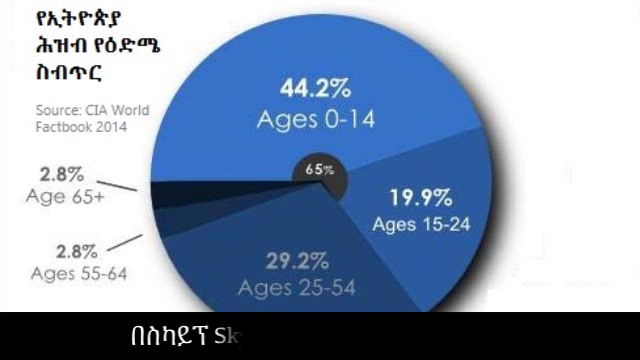 የኢትዮጵያ
ሕዝብ የዕድሜ
ስብጥር
Source: CIA World
Factbook 2014
44.2%
Ages 0-14
65%
2.8%
Age 65+
19.9%
Ages 15-24
2.8%
Ages 55-64
29.2%
Ages 25-54
በስካይፕ Sk